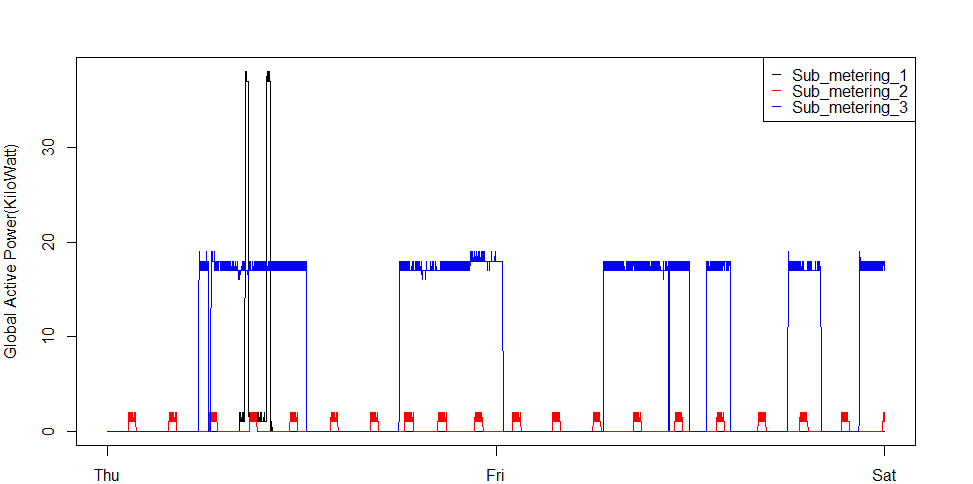 Sub_metering_1
Sub_metering_2
Sub_metering_3
Global Active Power(KiloWatt)
30
20
10
0
Thu
Fri
Sat